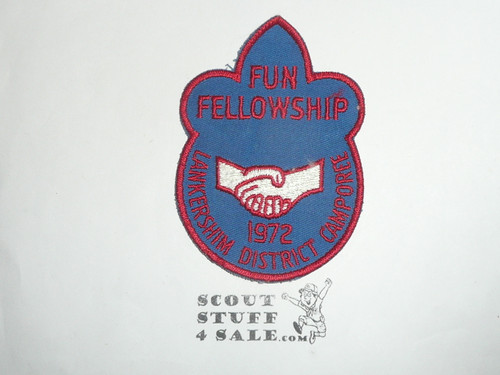 FUN
FELLOWSHIP
1972
LANKERSHIM DISTRICT CAMPOREE
SCOUT
STUFF
4 SALE.COM